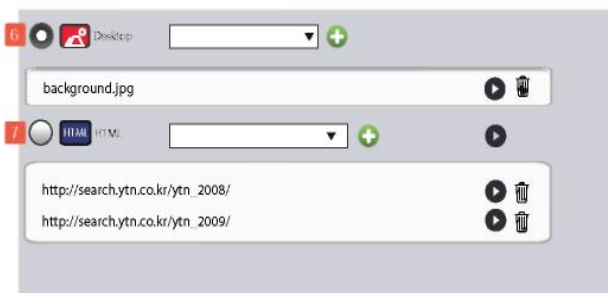 6 Desktop
background.jpg
7 HTML HTML
http://search.ytn.co.kr/ytn_2008/
http://search.ytn.co.kr/ytn_2009/